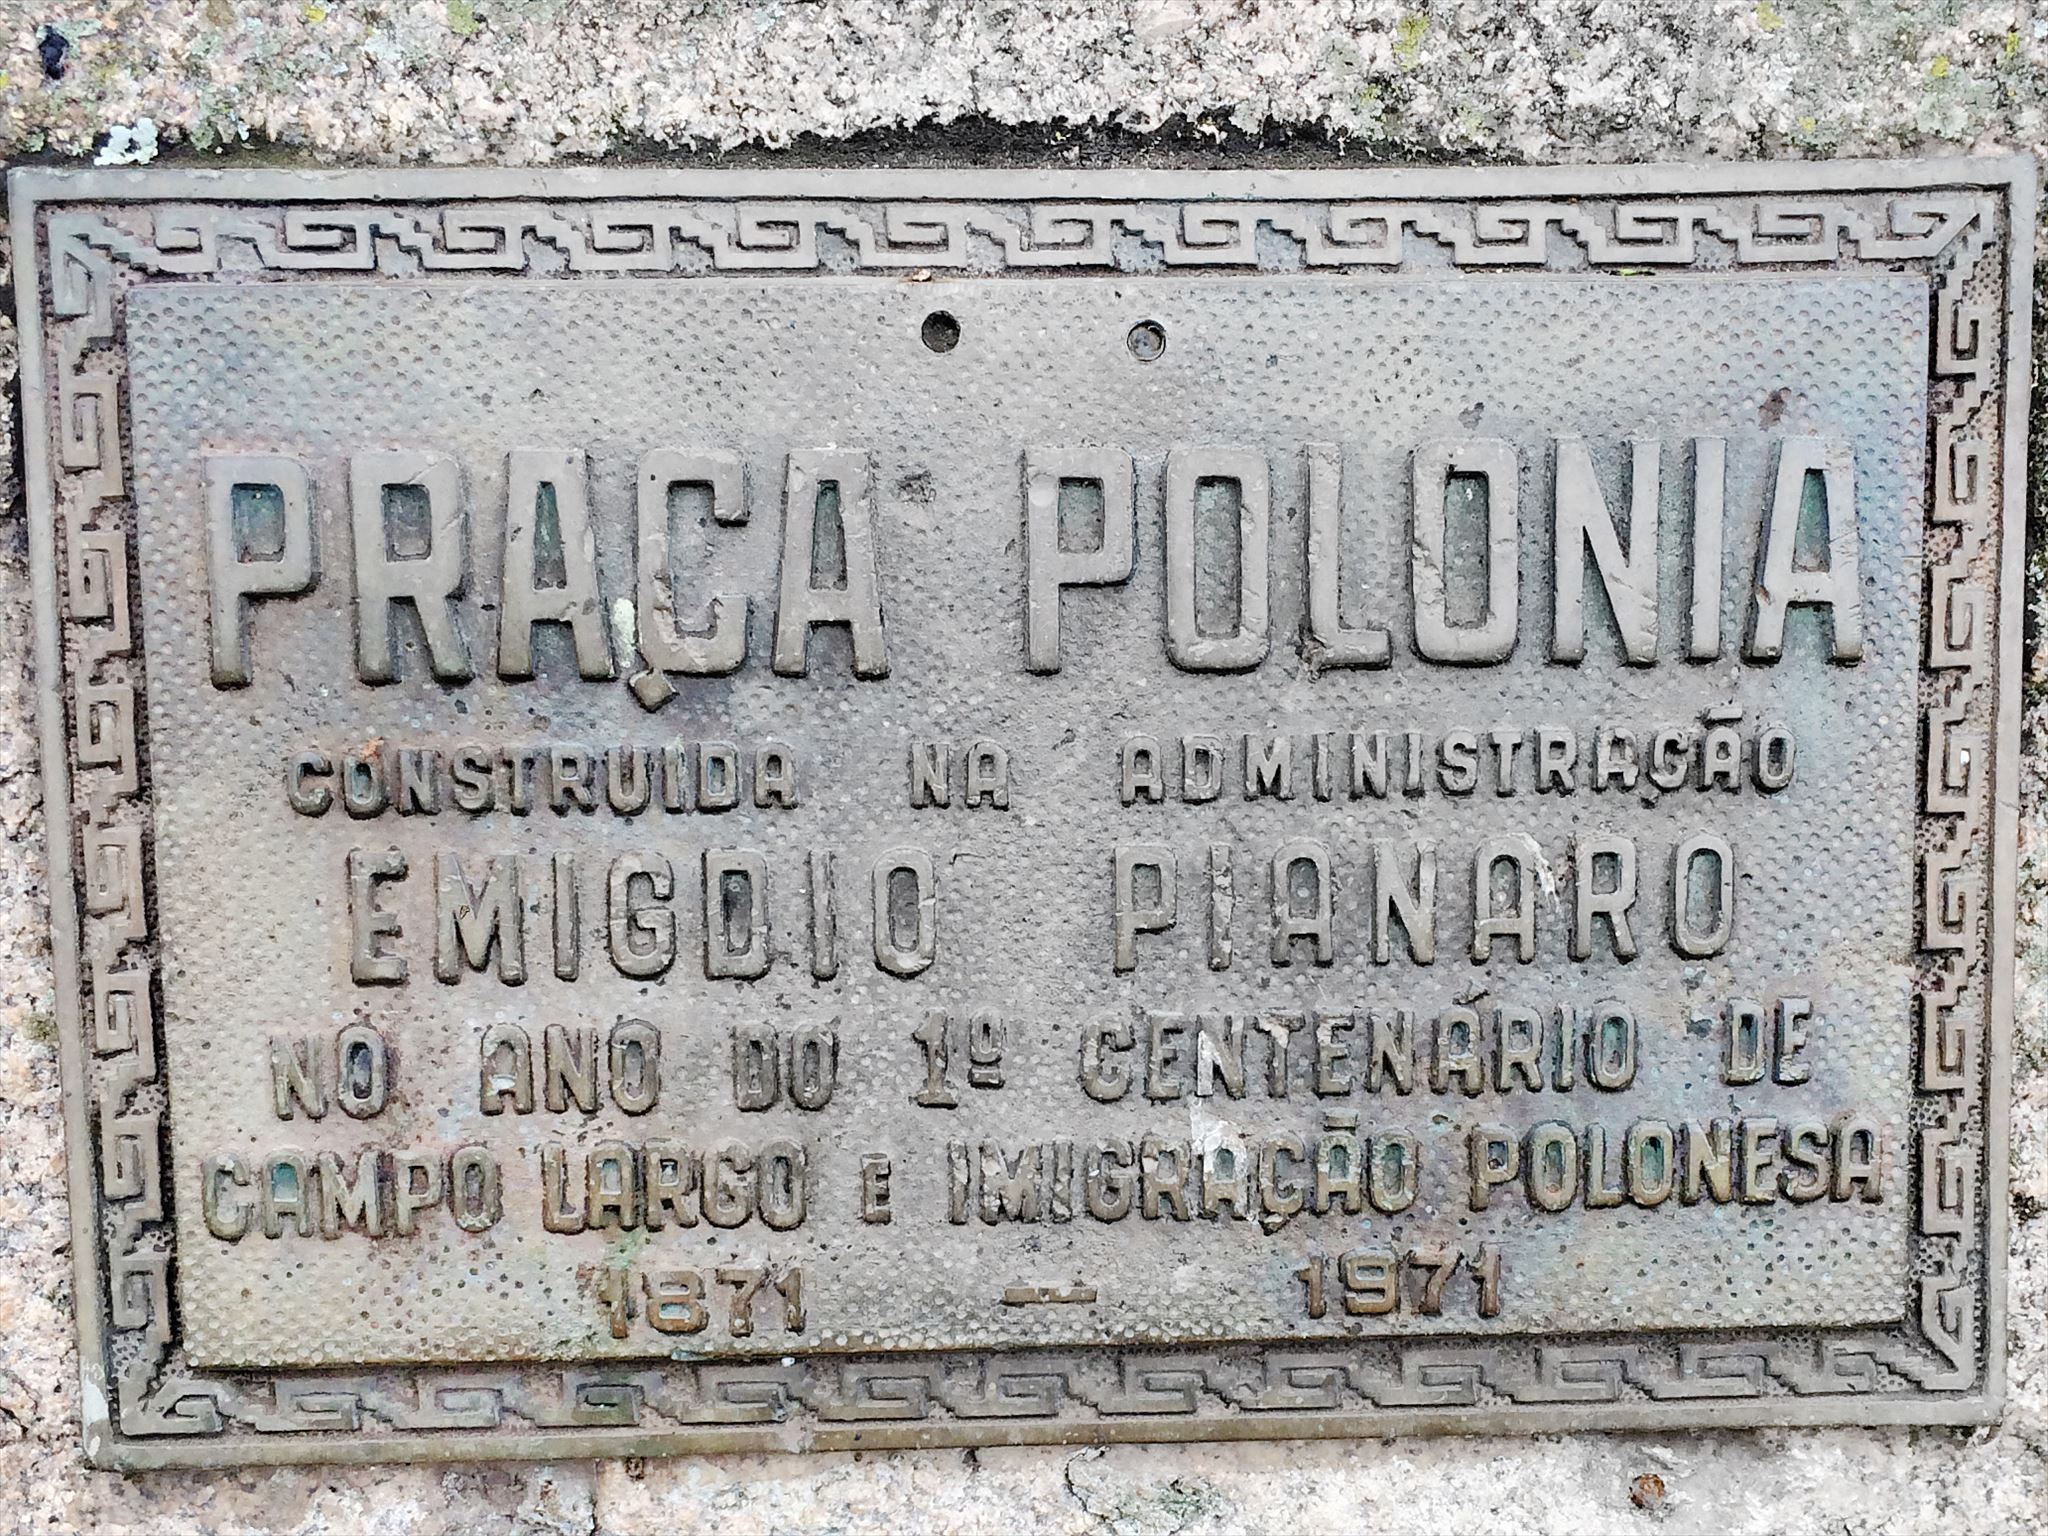 PRAÇA POLONIA
CONSTRUIDA NA ADMINISTRAÇÃO
EMIGDIO PIANARO
NO ANO DO 1º CENTENÁRIO DE
CAMPO LARGO E IMIGRAÇÃO POLONESA
1871 — 1971